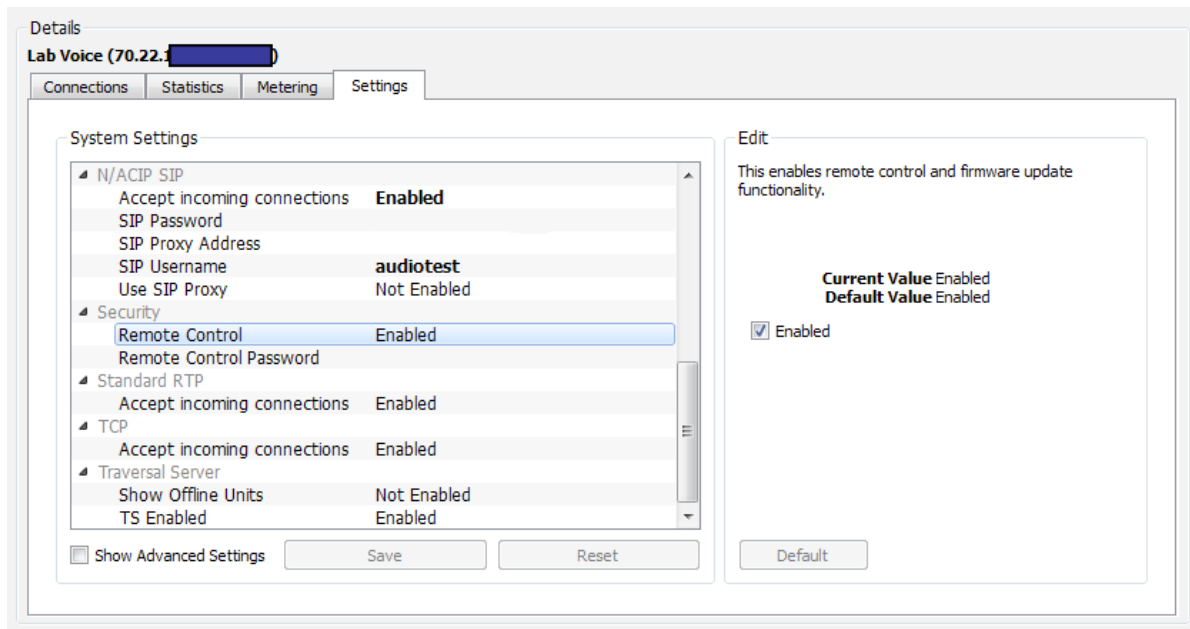 Details
Lab Voice (70.22.1 )
Connections Statistics Metering Settings
System Settings
N/ACIP SIP
Accept incoming connections Enabled
SIP Password
SIP Proxy Address
SIP Username audiotest
Use SIP Proxy Not Enabled
Security
Remote Control Enabled
Remote Control Password
Standard RTP
Accept incoming connections Enabled
TCP
Accept incoming connections Enabled
Traversal Server
Show Offline Units Not Enabled
TS Enabled Enabled
Show Advanced Settings Save Reset
Edit
This enables remote control and firmware update
functionality.
Current Value Enabled
Default Value Enabled
Enabled
Default